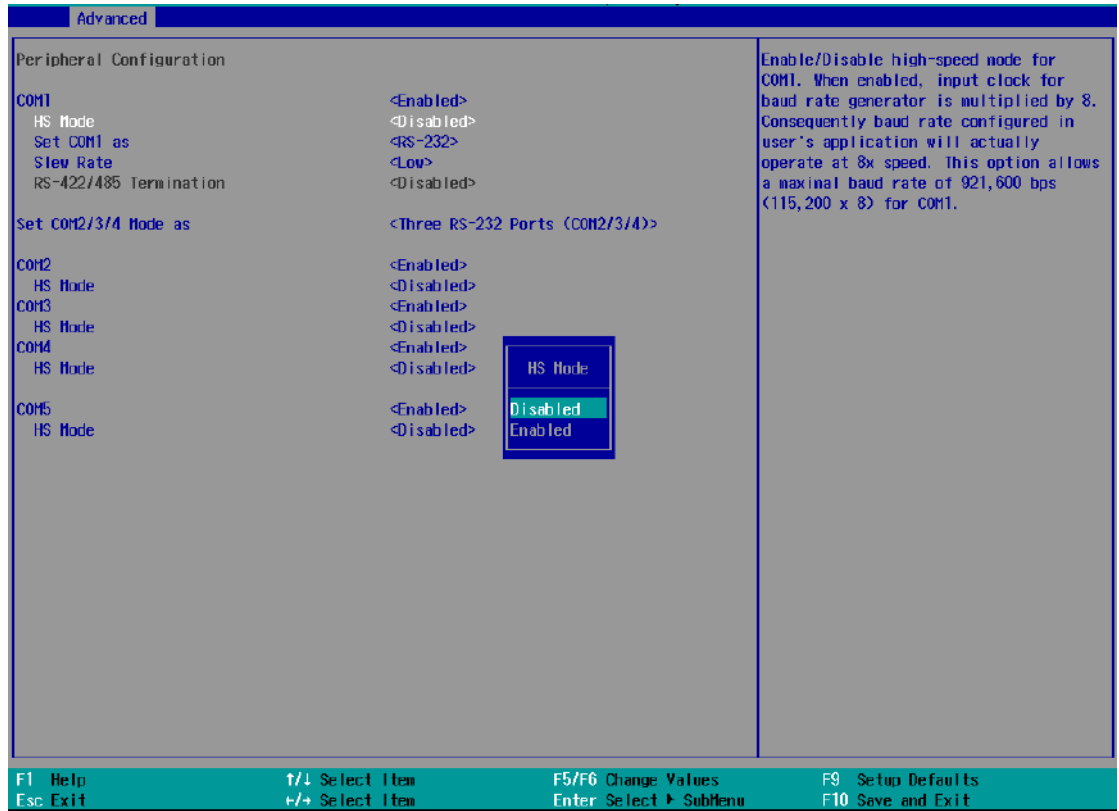 Advanced
Peripheral Configuration
COM1 <Enabled>
HS Mode <Disabled>
Set COM1 as <RS-232>
Slew Rate <Low>
RS-422/485 Termination <Disabled>
Set COM2/3/4 Mode as <Three RS-232 Ports (COM2/3/4)>
COM2 <Enabled>
HS Mode <Disabled>
COM3 <Enabled>
HS Mode <Disabled>
COM4 <Enabled>
HS Mode <Disabled>
COM5 <Enabled>
HS Mode <Disabled>
HS Mode
Disabled
Enabled
Enable/Disable high-speed mode for
COM1. When enabled, input clock for
baud rate generator is multiplied by 8.
Consequently baud rate configured in
user's application will actually
operate at 8x speed. This option allows
a maximal baud rate of 921,600 bps
(115,200 x 8) for COM1.
F1 Help ↑/↓ Select Item F5/F6 Change Values F9 Setup Defaults
Esc Exit ←/→ Select Item Enter Select ▶ SubMenu F10 Save and Exit